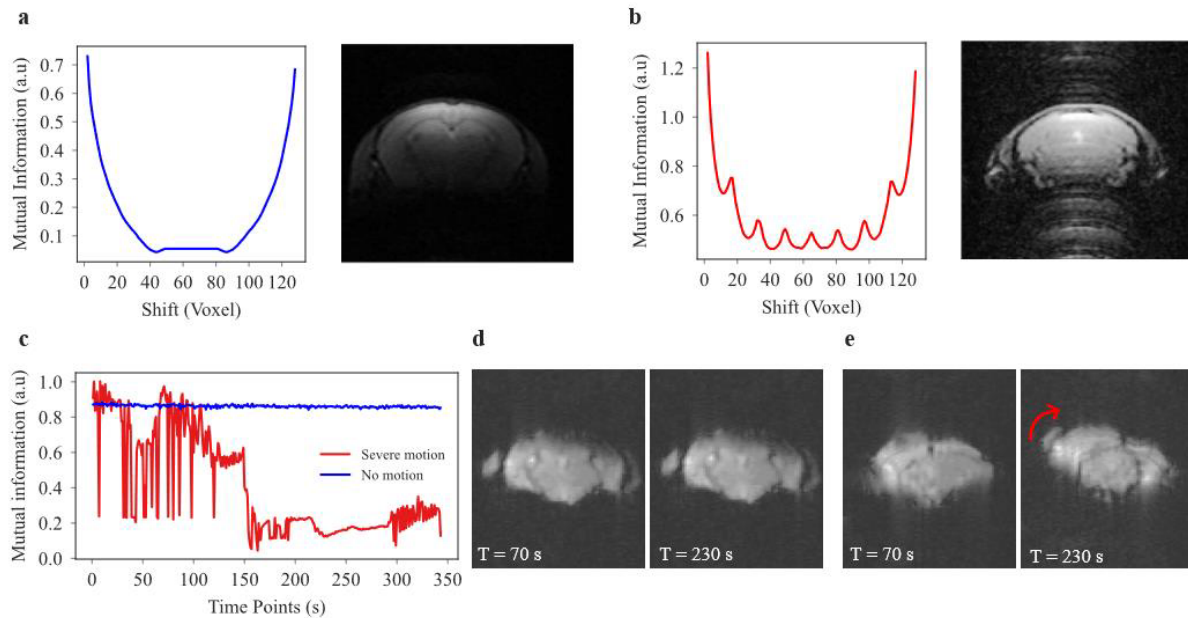 a
Mutual Information (a.u)
0.7
0.6
0.5
0.4
0.3
0.2
0.1
0 20 40 60 80 100 120
Shift (Voxel)
b
Mutual Information (a.u)
1.2
1.0
0.8
0.6
0 20 40 60 80 100 120
Shift (Voxel)
c
Mutual information (a.u)
1.0
0.8
0.6
0.4
0.2
0.0
Severe motion
No motion
0 50 100 150 200 250 300 350
Time Points (s)
d
T = 70 s
T = 230 s
e
T = 70 s
T = 230 s